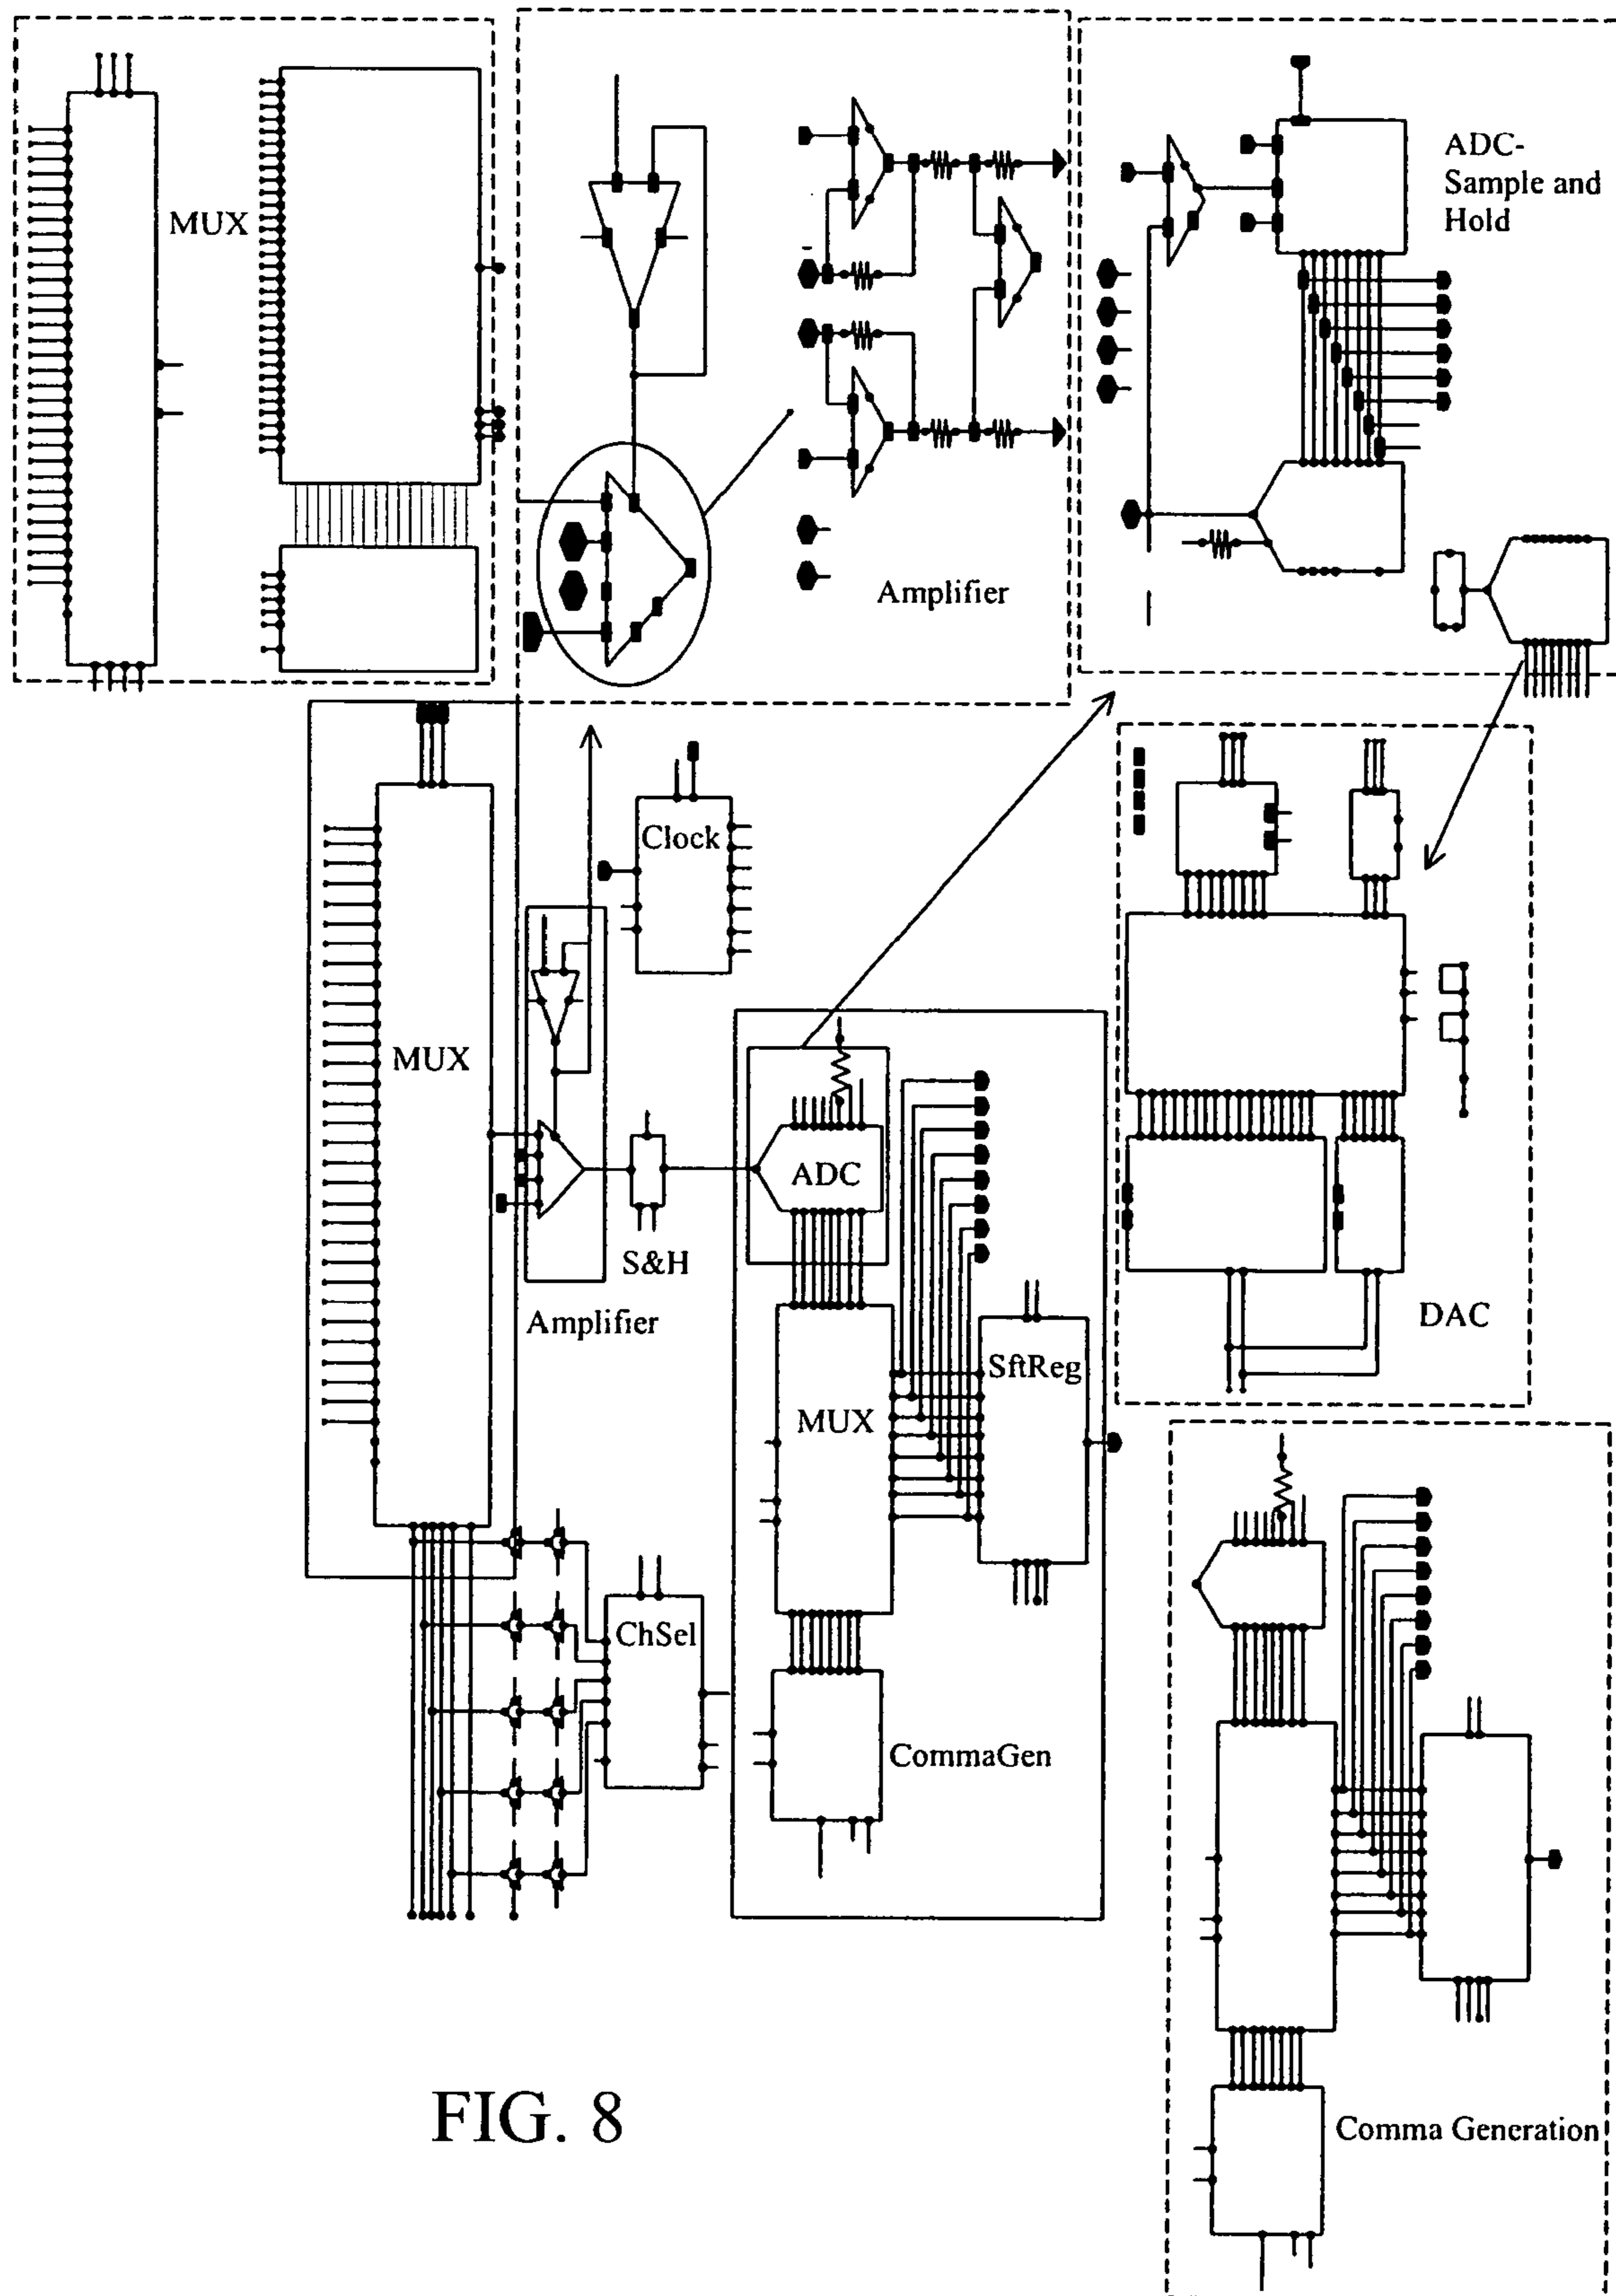 MUX
ADC-
Sample and
Hold
Amplifier
Clock
MUX
ADC
S&H
Amplifier
DAC
SftReg
MUX
ChSel
CommaGen
FIG. 8
Comma Generation